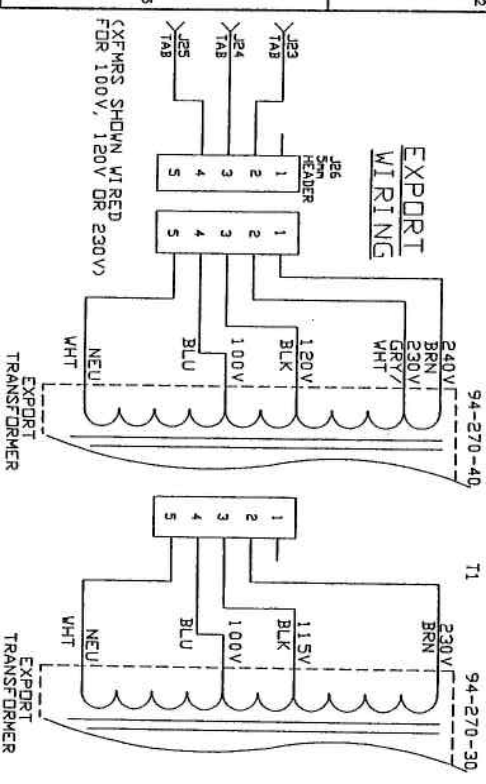 2
J23
TAB
J24
TAB
J25
TAB
J26
5mm
HEADER
1
2
3
4
5
EXPORT
WIRING
(XFMRS SHOWN WIRED
FOR 100V, 120V OR 230V)
1
2
3
4
5
240V
BRN
230V
GRY/
WHT
120V
BLK
100V
BLU
NEU
WHT
94-270-40
EXPORT
TRANSFORMER
T1
1
2
3
4
5
230V
BRN
115V
BLK
100V
BLU
NEU
WHT
94-270-30
EXPORT
TRANSFORMER